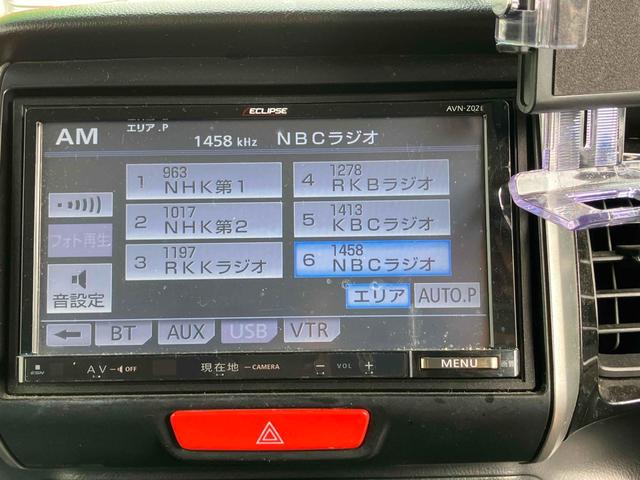 ECLIPSE
AVN-Z02
AM
エリア.P
1458 kHz NBCラジオ
1 963 NHK第1
4 1278 RKBラジオ
2 1017 NHK第2
5 1413 KBCラジオ
3 1197 RKKラジオ
6 1458 NBCラジオ
フォト再生
音設定
エリア
AUTO.P
BT
AUX
USB
VTR
ESN
AV
OFF
現在地
CAMERA
− VOL +
MENU
画質